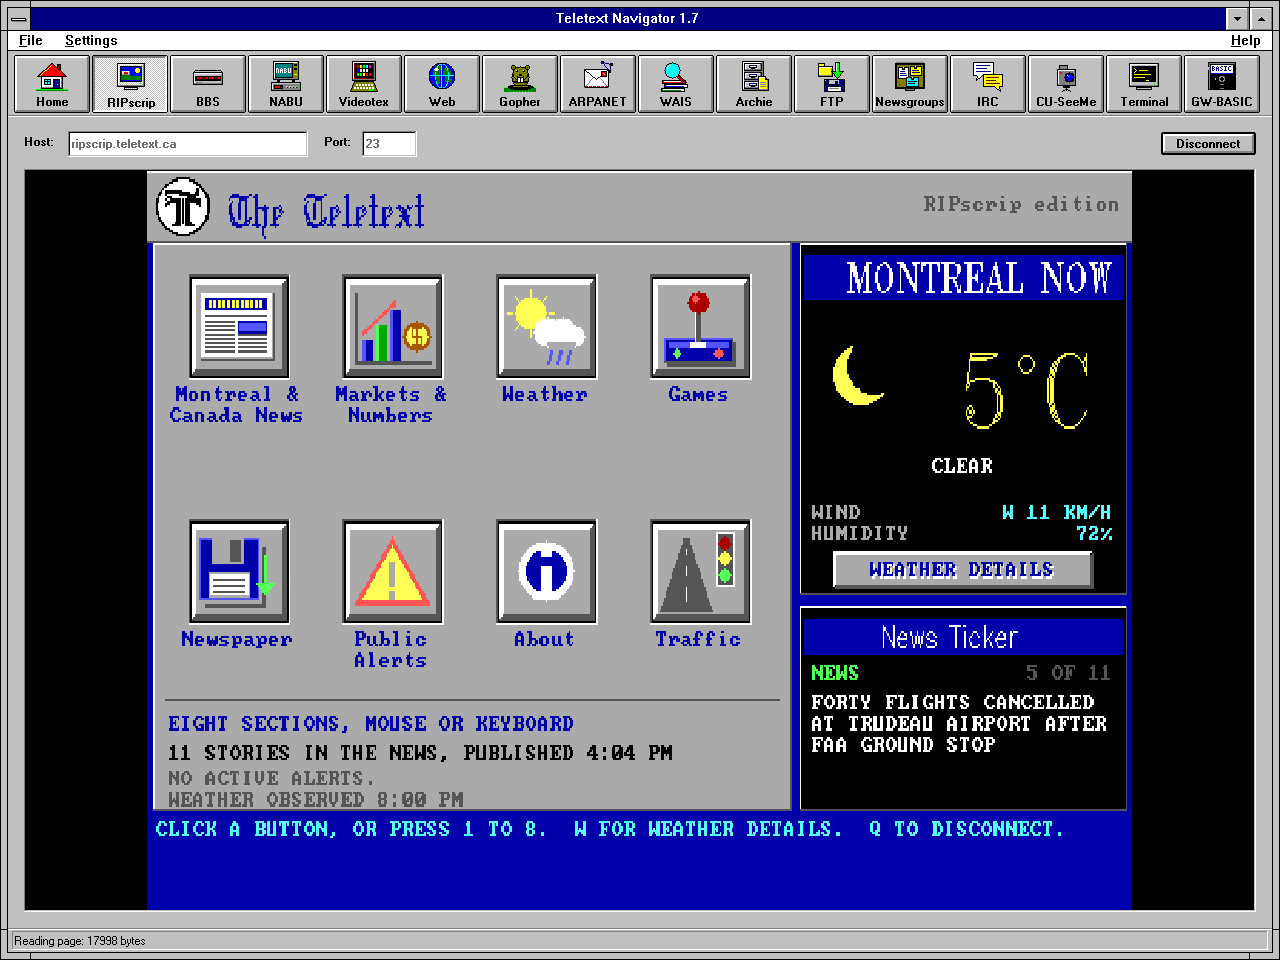 Teletext Navigator 1.7
File Settings Help
Home RIPscrip BBS NABU Videotex Web Gopher ARPANET WAIS Archie FTP Newsgroups IRC CU-SeeMe Terminal GW-BASIC
NABU
BASIC
Host: ripscrip.teletext.ca Port: 23 Disconnect
T The Teletext
RIPscrip edition
Montreal &
Canada News
Markets &
Numbers
Weather
Games
Newspaper
Public
Alerts
About
Traffic
EIGHT SECTIONS, MOUSE OR KEYBOARD
11 STORIES IN THE NEWS, PUBLISHED 4:04 PM
NO ACTIVE ALERTS.
WEATHER OBSERVED 8:00 PM
MONTREAL NOW
5°C
CLEAR
WIND W 11 KM/H
HUMIDITY 72%
WEATHER DETAILS
News Ticker
NEWS 5 OF 11
FORTY FLIGHTS CANCELLED
AT TRUDEAU AIRPORT AFTER
FAA GROUND STOP
CLICK A BUTTON, OR PRESS 1 TO 8. W FOR WEATHER DETAILS. Q TO DISCONNECT.
Reading page: 17998 bytes